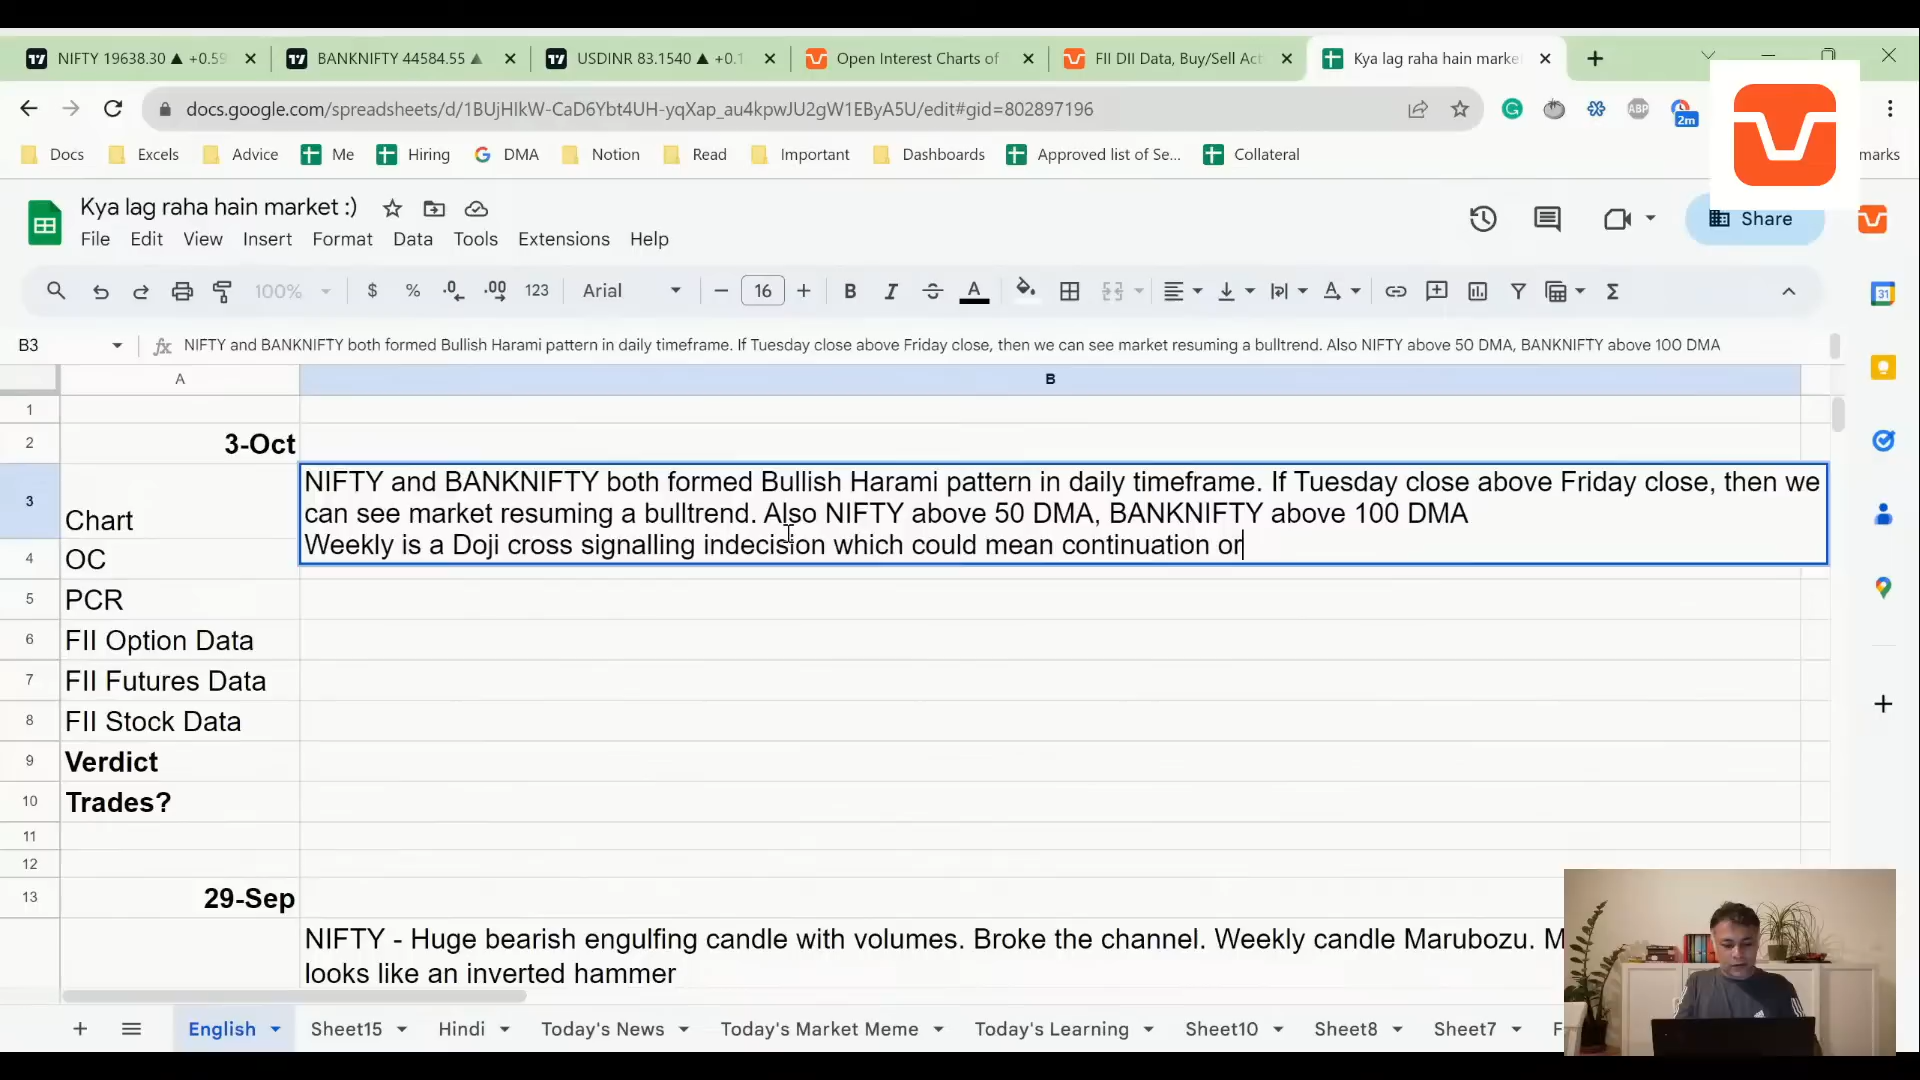 NIFTY 19638.30 ▲ +0.59
BANKNIFTY 44584.55 ▲
USDINR 83.1540 ▲ +0.1
Open Interest Charts of
FII DII Data, Buy/Sell Act
Kya lag raha hain marke
docs.google.com/spreadsheets/d/1BUjHIkW-CaD6Ybt4UH-yqXap_au4kpwJU2gW1EByA5U/edit#gid=802897196
ABP
2m
Docs
Excels
Advice
Me
Hiring
G DMA
Notion
Read
Important
Dashboards
Approved list of Se...
Collateral
marks
Kya lag raha hain market :)
File Edit View Insert Format Data Tools Extensions Help
Share
100% $ % .0 .00 123 Arial 16 B I A Σ
31
B3
fx NIFTY and BANKNIFTY both formed Bullish Harami pattern in daily timeframe. If Tuesday close above Friday close, then we can see market resuming a bulltrend. Also NIFTY above 50 DMA, BANKNIFTY above 100 DMA
A B
1
2 3-Oct
3 Chart
NIFTY and BANKNIFTY both formed Bullish Harami pattern in daily timeframe. If Tuesday close above Friday close, then we
can see market resuming a bulltrend. Also NIFTY above 50 DMA, BANKNIFTY above 100 DMA
Weekly is a Doji cross signalling indecision which could mean continuation or
4 OC
5 PCR
6 FII Option Data
7 FII Futures Data
8 FII Stock Data
9 Verdict
10 Trades?
11
12
13 29-Sep
NIFTY - Huge bearish engulfing candle with volumes. Broke the channel. Weekly candle Marubozu. M
looks like an inverted hammer
English Sheet15 Hindi Today's News Today's Market Meme Today's Learning Sheet10 Sheet8 Sheet7 F